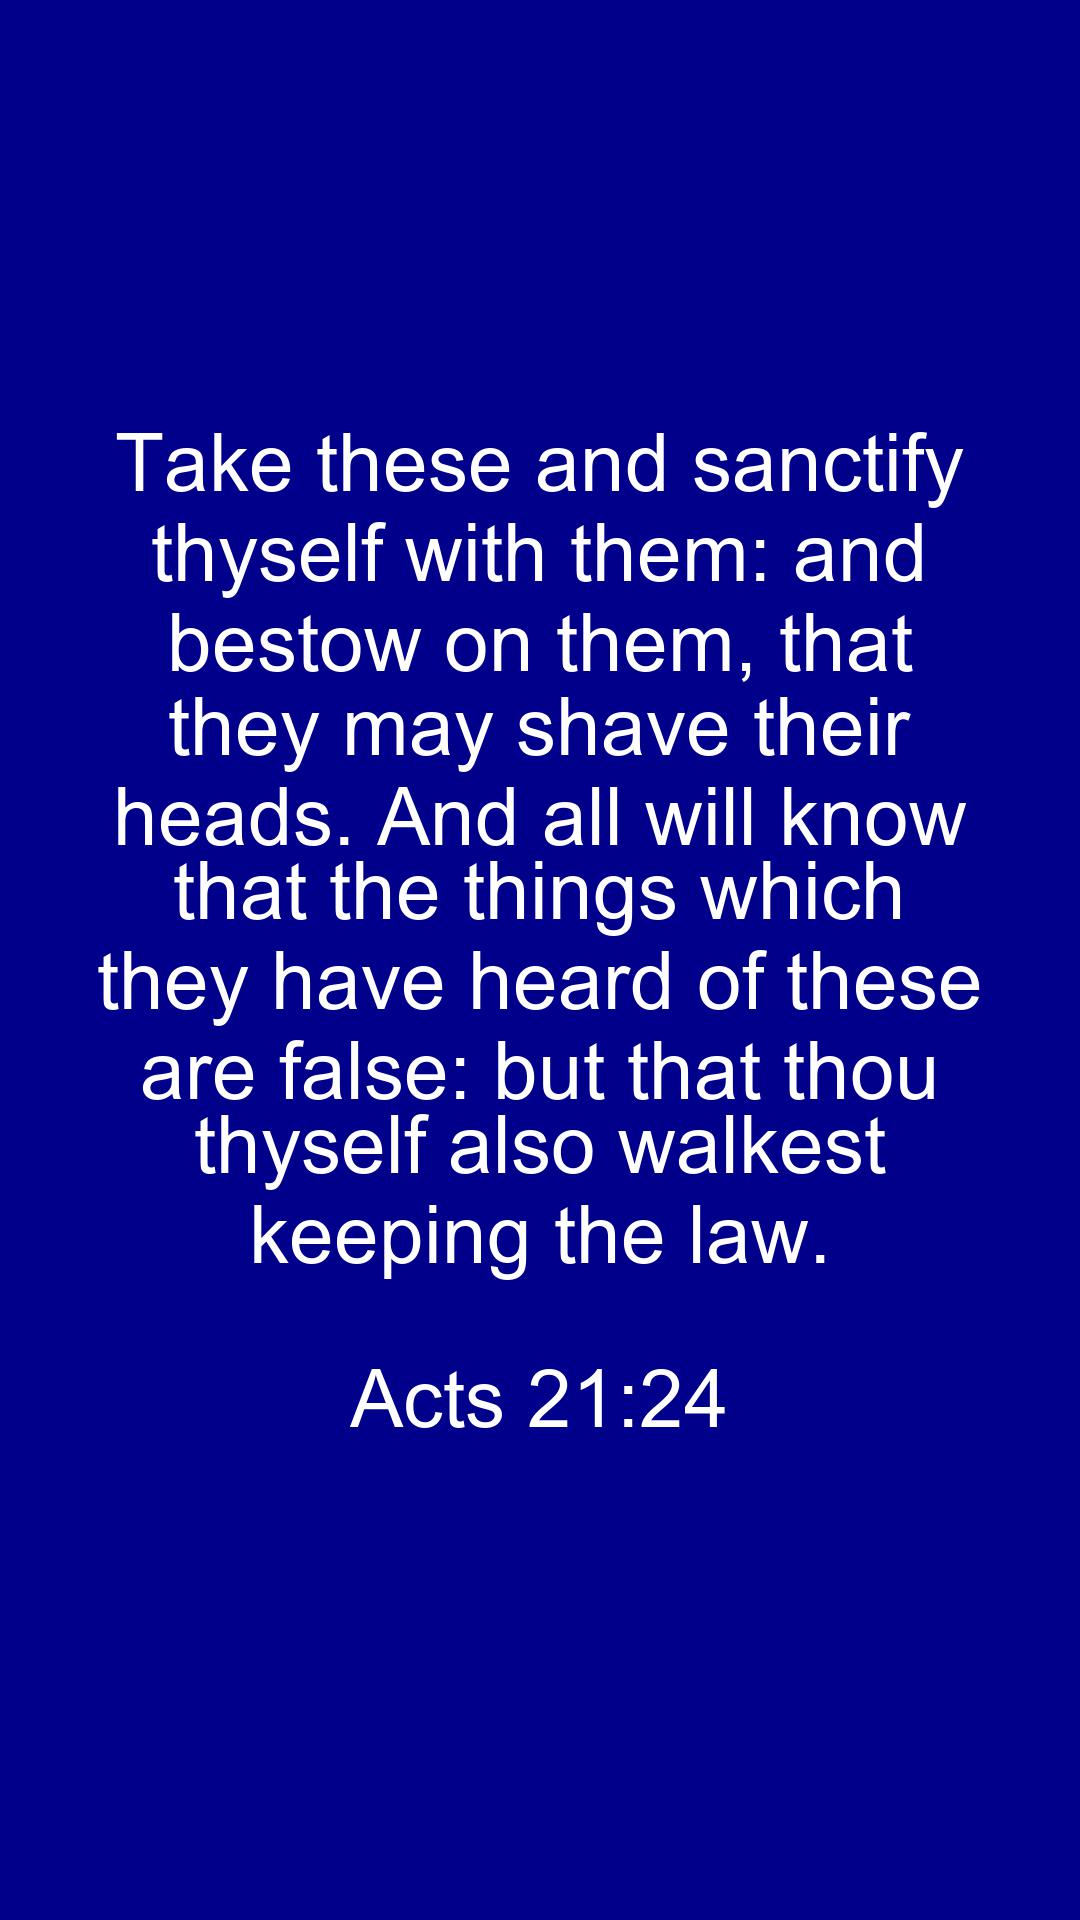 Take these and sanctify
thyself with them: and
bestow on them, that
they may shave their
heads. And all will know
that the things which
they have heard of these
are false: but that thou
thyself also walkest
keeping the law.
Acts 21:24